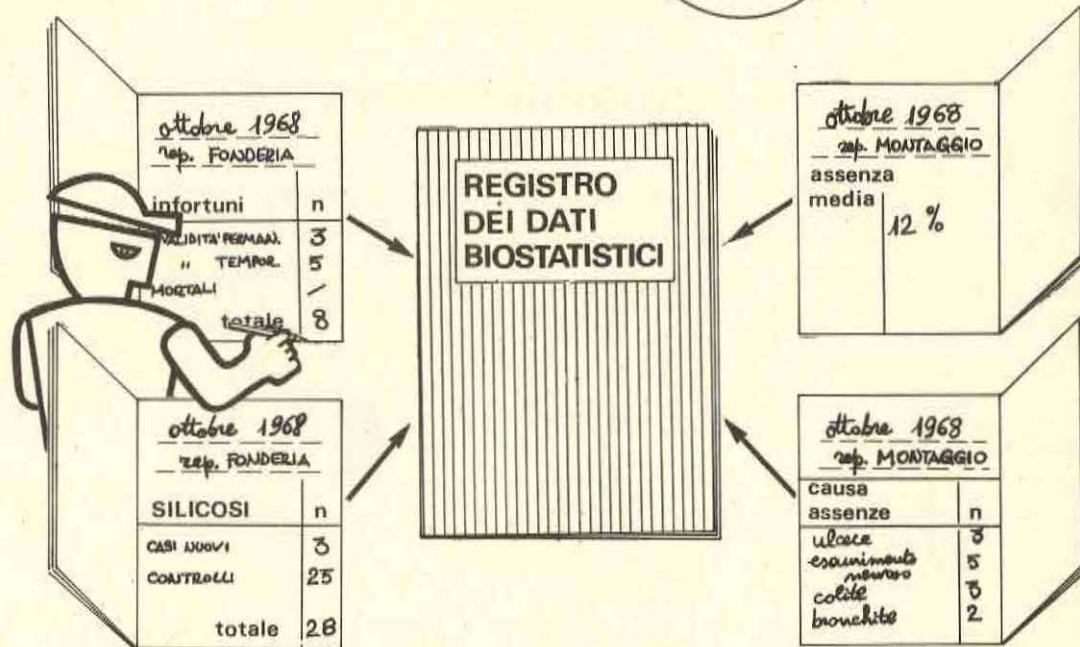 ottobre 1968
rep. FONDERIA
infortuni n
VALIDITA' PERMAN. 3
" TEMPOR. 5
MORTALI /
totale 8
ottobre 1968
rep. FONDERIA
SILICOSI n
CASI NUOVI 3
CONTROLLI 25
totale 28
REGISTRO
DEI DATI
BIOSTATISTICI
ottobre 1968
rep. MONTAGGIO
assenza
media
12 %
ottobre 1968
rep. MONTAGGIO
causa
assenze n
ulcere 3
esaurimento 5
nervoso
colite 3
bronchite 2